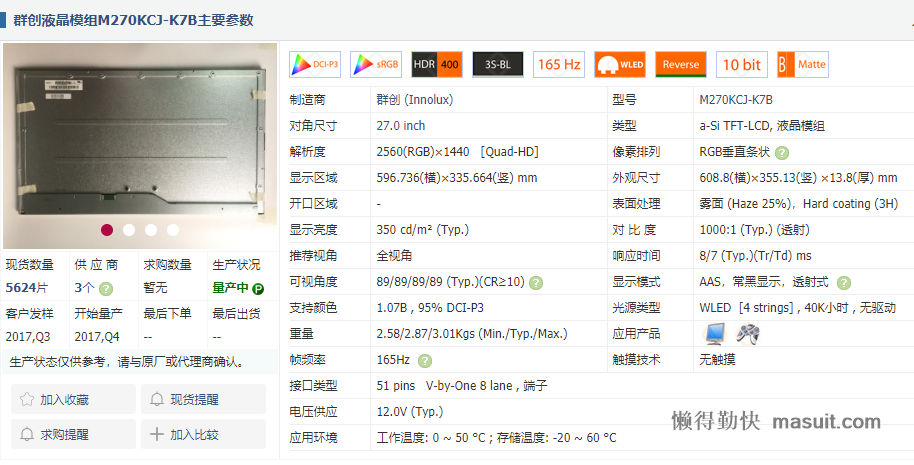 群创液晶模组M270KCJ-K7B主要参数
DCI-P3
sRGB
HDR 400
3S-BL
165 Hz
WLED
Reverse
10 bit
B Matte
制造商 群创 (Innolux) 型号 M270KCJ-K7B
对角尺寸 27.0 inch 类型 a-Si TFT-LCD, 液晶模组
解析度 2560(RGB)×1440 [Quad-HD] 像素排列 RGB垂直条状 ?
显示区域 596.736(横)×335.664(竖) mm 外观尺寸 608.8(横)×355.13(竖) ×13.8(厚) mm
开口区域 - 表面处理 雾面 (Haze 25%)，Hard coating (3H)
显示亮度 350 cd/m² (Typ.) 对 比 度 1000:1 (Typ.) (透射)
推荐视角 全视角 响应时间 8/7 (Typ.)(Tr/Td) ms
可视角度 89/89/89/89 (Typ.)(CR≥10) ? 显示模式 AAS，常黑显示，透射式 ?
支持颜色 1.07B , 95% DCI-P3 光源类型 WLED [4 strings] , 40K小时 , 无驱动
重量 2.58/2.87/3.01Kgs (Min./Typ./Max.) 应用产品
帧频率 165Hz ? 触摸技术 无触摸
接口类型 51 pins V-by-One 8 lane , 端子
电压供应 12.0V (Typ.)
应用环境 工作温度: 0 ~ 50 °C ; 存储温度: -20 ~ 60 °C
现货数量 供 应 商 求购数量 生产状况
5624片 3个 ? 暂无 量产中 P
客户发样 开始量产 最后下单 最后出货
2017,Q3 2017,Q4 -- --
生产状态仅供参考，请与原厂或代理商确认。
加入收藏 现货提醒
求购提醒 加入比较
懒得勤快 masuit.com